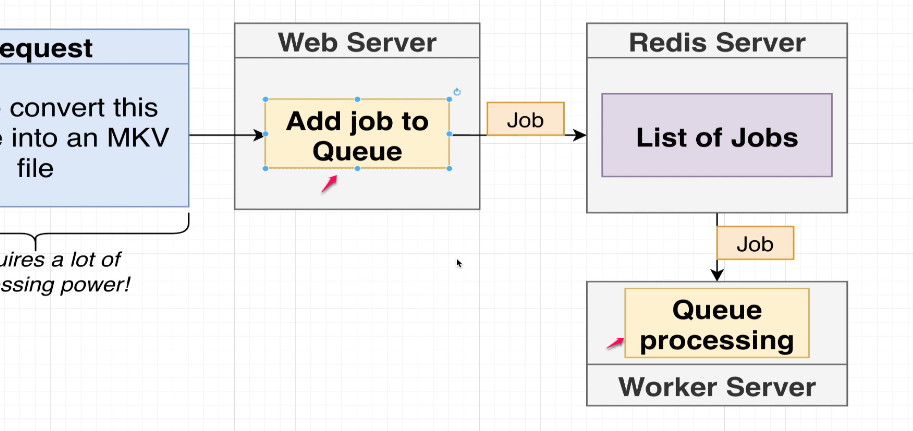 equest
convert this
into an MKV
file
uires a lot of
ssing power!
Web Server
Add job to
Queue
Job
Redis Server
List of Jobs
Job
Queue
processing
Worker Server